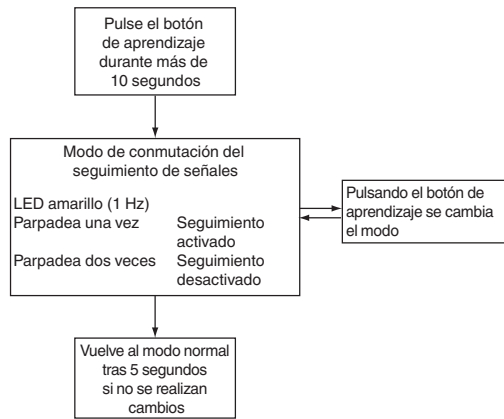 Pulse el botón
de aprendizaje
durante más de
10 segundos
Modo de conmutación del
seguimiento de señales
LED amarillo (1 Hz)
Parpadea una vez Seguimiento
activado
Parpadea dos veces Seguimiento
desactivado
Pulsando el botón de
aprendizaje se cambia
el modo
Vuelve al modo normal
tras 5 segundos
si no se realizan
cambios